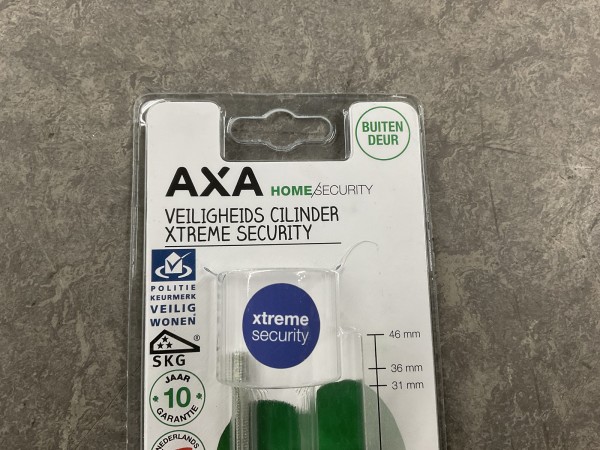 BUITEN
DEUR
AXA HOME/SECURITY
VEILIGHEIDS CILINDER
XTREME SECURITY
POLITIE
KEURMERK
VEILIG
WONEN
®
SKG
xtreme
security
46 mm
36 mm
31 mm
JAAR
10
GARANTIE
NEDERLANDS